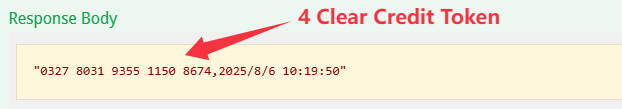 Response Body
4 Clear Credit Token
"0327 8031 9355 1150 8674,2025/8/6 10:19:50"